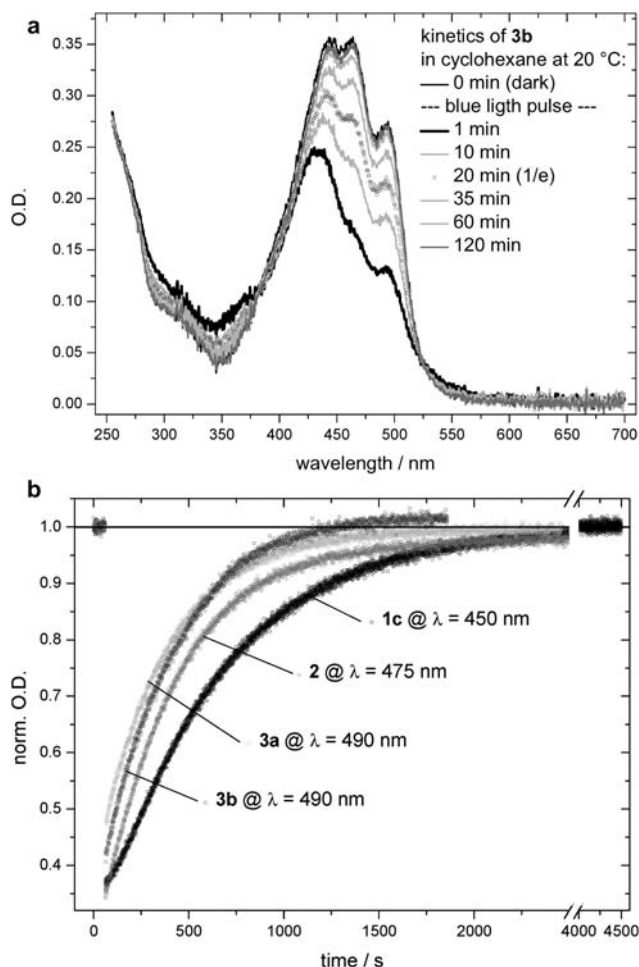 a
kinetics of 3b
in cyclohexane at 20 °C:
0 min (dark)
--- blue ligth pulse ---
1 min
10 min
20 min (1/e)
35 min
60 min
120 min
O.D.
0.35
0.30
0.25
0.20
0.15
0.10
0.05
0.00
250 300 350 400 450 500 550 600 650 700
wavelength / nm
b
norm. O.D.
1.0
0.9
0.8
0.7
0.6
0.5
0.4
1c @ λ = 450 nm
2 @ λ = 475 nm
3a @ λ = 490 nm
3b @ λ = 490 nm
0 500 1000 1500 2000 4000 4500
time / s